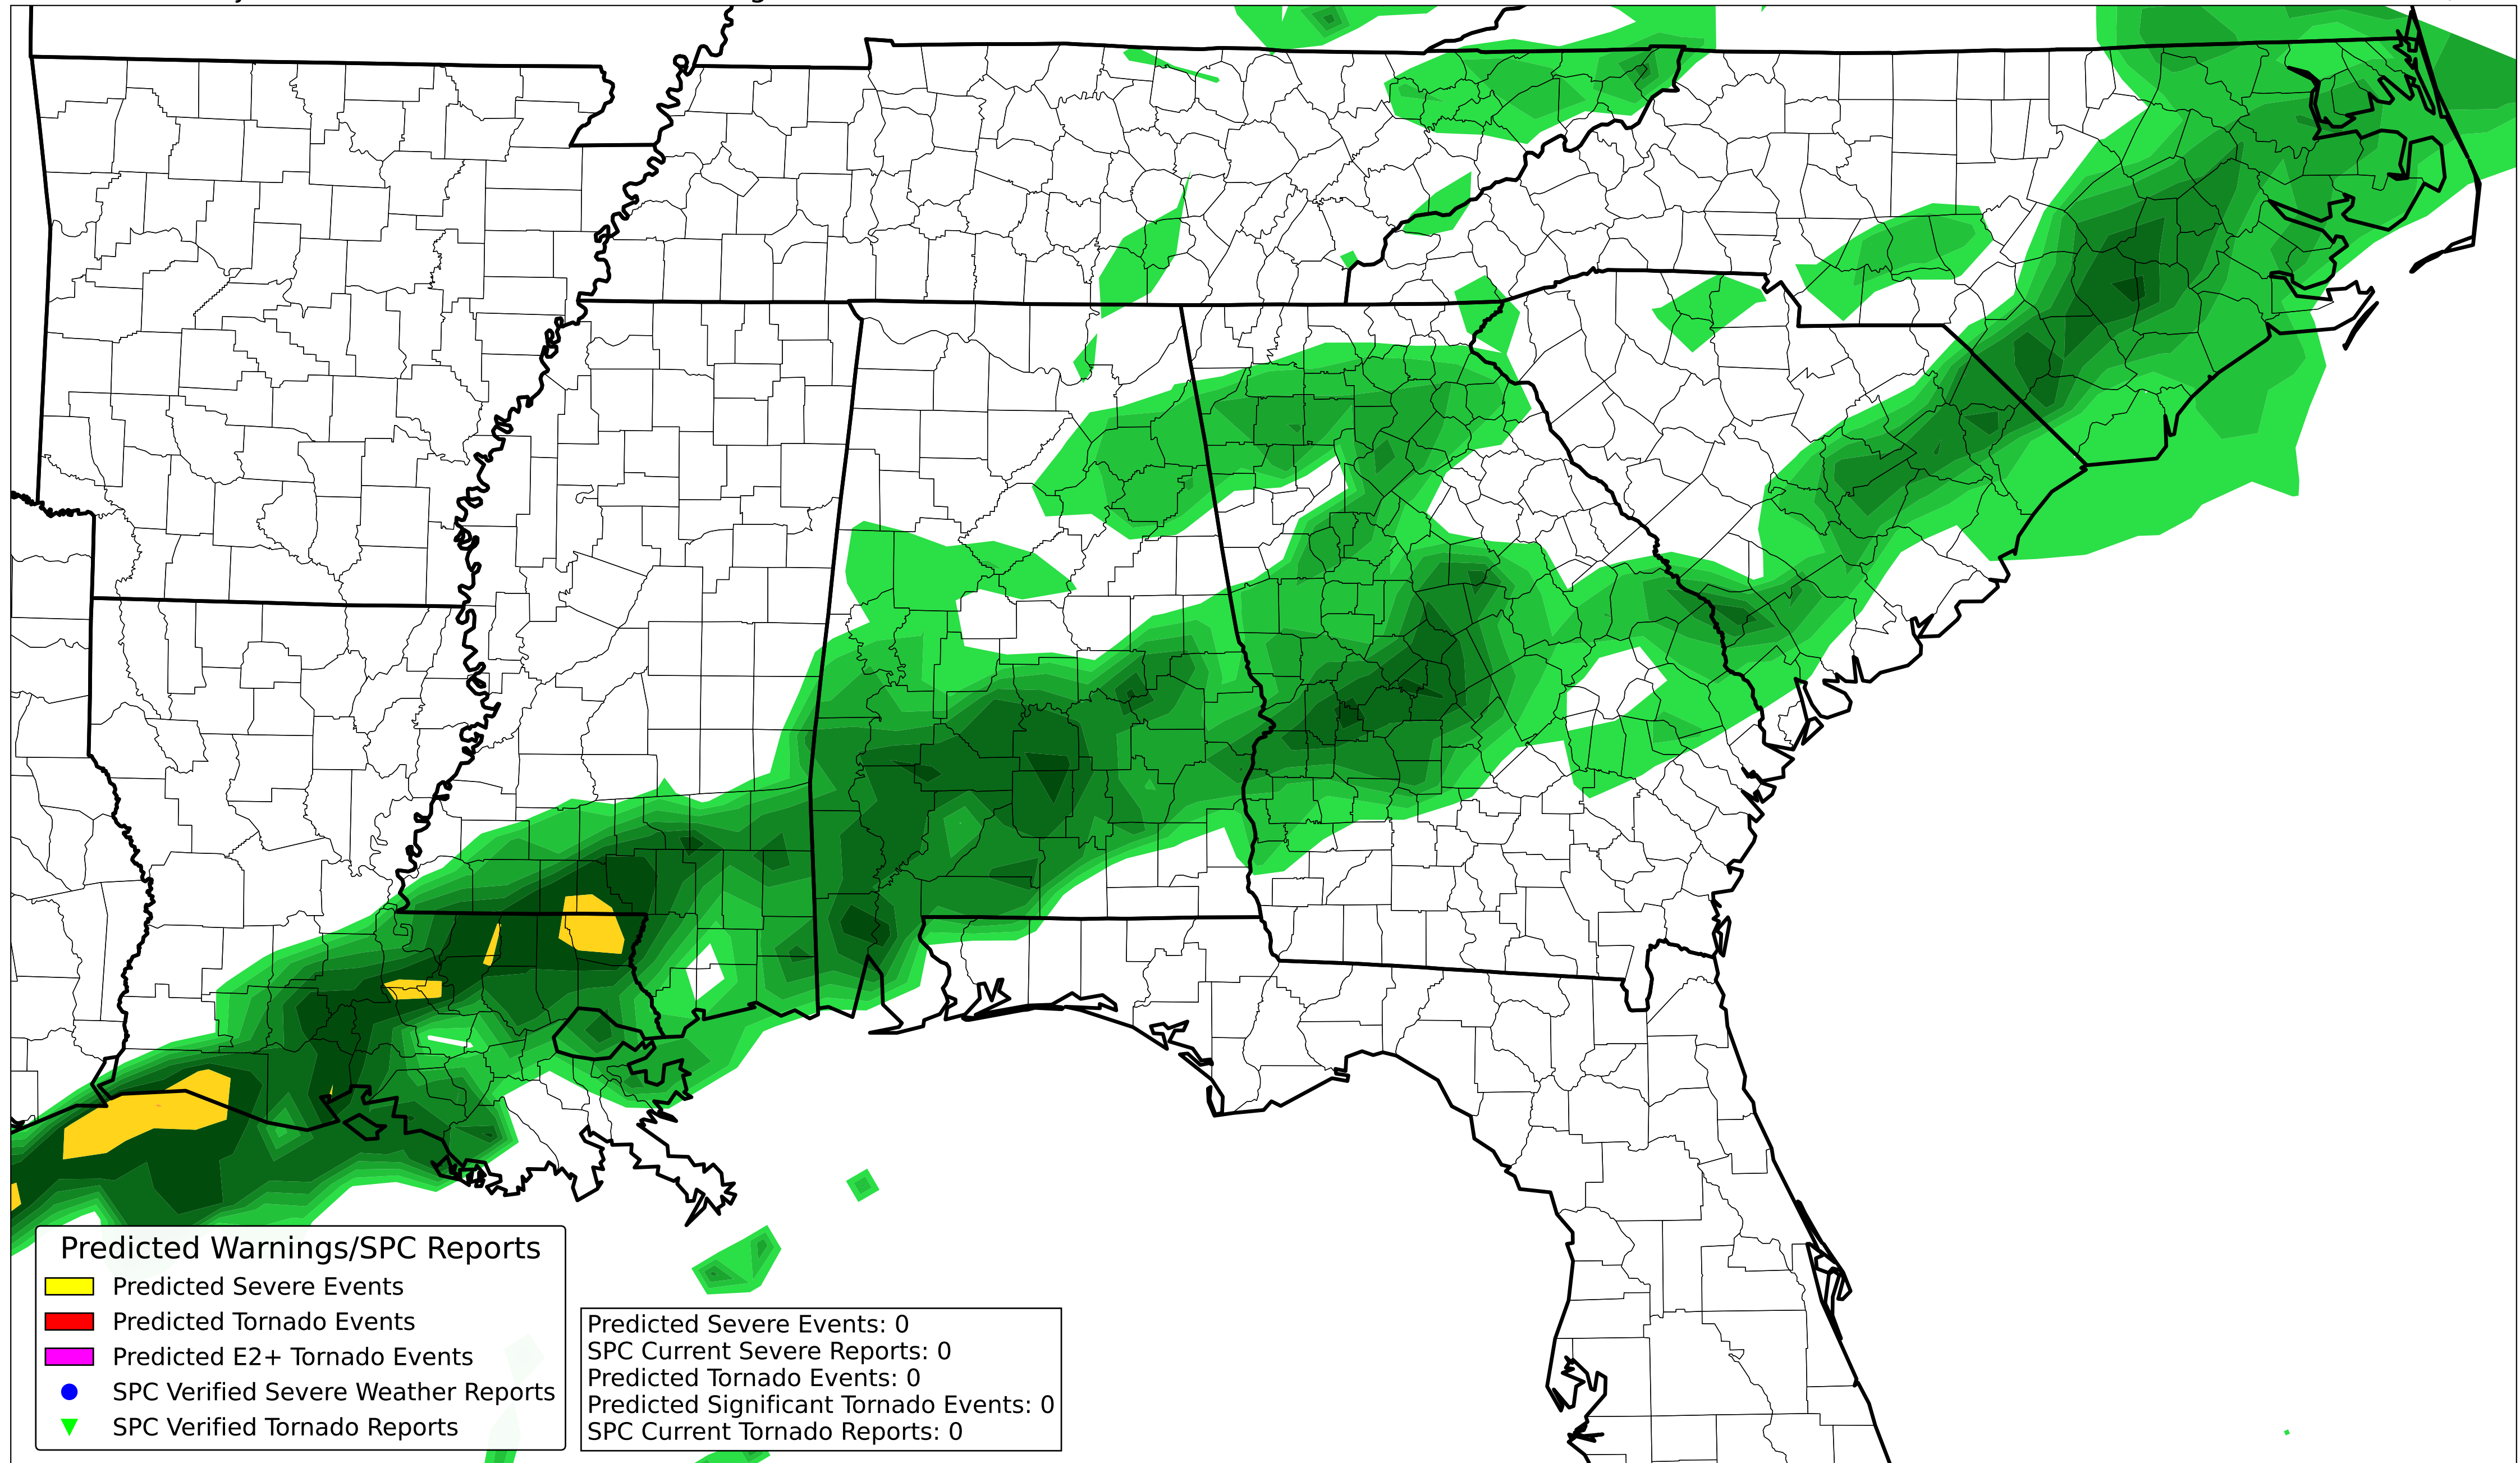 Predicted Warnings/SPC Reports
Predicted Severe Events
Predicted Tornado Events
Predicted E2+ Tornado Events
SPC Verified Severe Weather Reports
SPC Verified Tornado Reports
Predicted Severe Events: 0
SPC Current Severe Reports: 0
Predicted Tornado Events: 0
Predicted Significant Tornado Events: 0
SPC Current Tornado Reports: 0